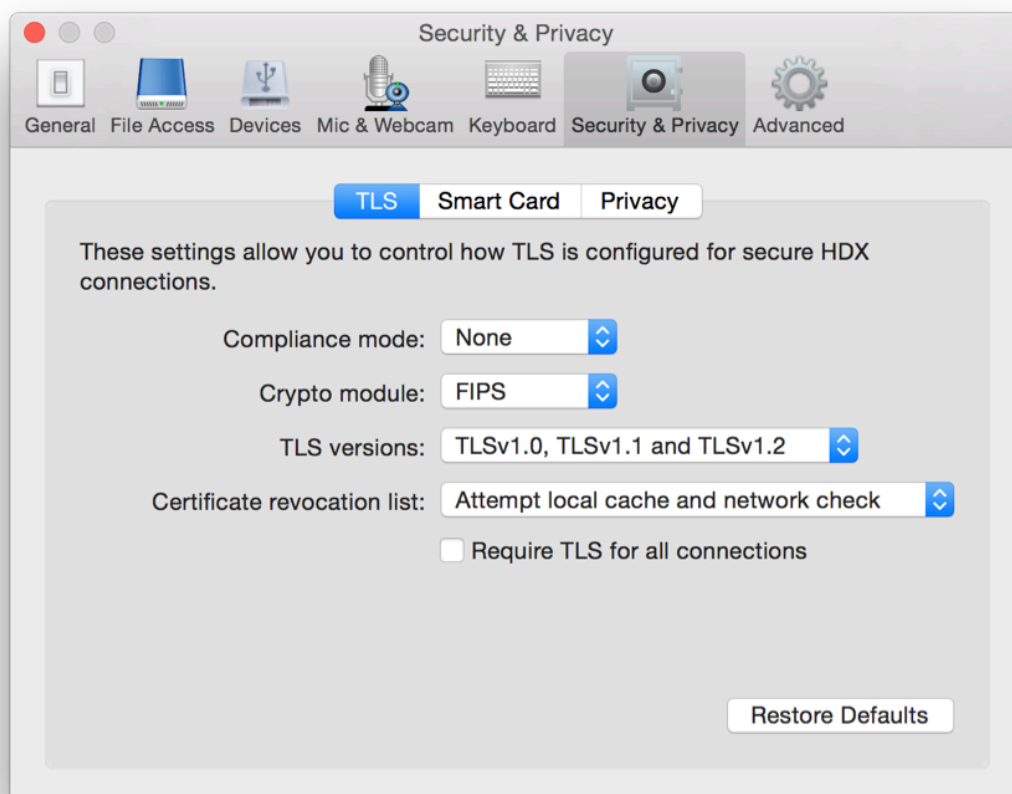 Security & Privacy
General File Access Devices Mic & Webcam Keyboard Security & Privacy Advanced
TLS Smart Card Privacy
These settings allow you to control how TLS is configured for secure HDX
connections.
Compliance mode: None
Crypto module: FIPS
TLS versions: TLSv1.0, TLSv1.1 and TLSv1.2
Certificate revocation list: Attempt local cache and network check
Require TLS for all connections
Restore Defaults